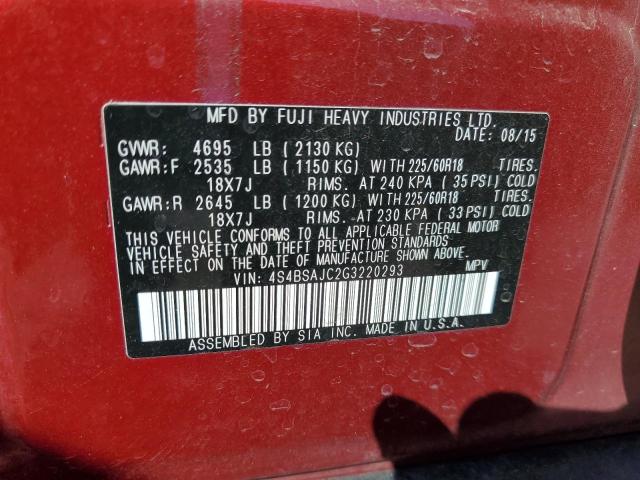 MFD BY FUJI HEAVY INDUSTRIES LTD.
DATE: 08/15
GVWR: 4695 LB (2130 KG)
GAWR:F 2535 LB (1150 KG) WITH 225/60R18 TIRES.
18X7J RIMS. AT 240 KPA (35 PSI) COLD
GAWR:R 2645 LB (1200 KG) WITH 225/60R18 TIRES.
18X7J RIMS. AT 230 KPA (33 PSI) COLD
THIS VEHICLE CONFORMS TO ALL APPLICABLE FEDERAL MOTOR
VEHICLE SAFETY AND THEFT PREVENTION STANDARDS
IN EFFECT ON THE DATE OF MANUFACTURE SHOWN ABOVE.
VIN: 4S4BSAJC2G3220293 MPV
ASSEMBLED BY SIA INC. MADE IN U.S.A.